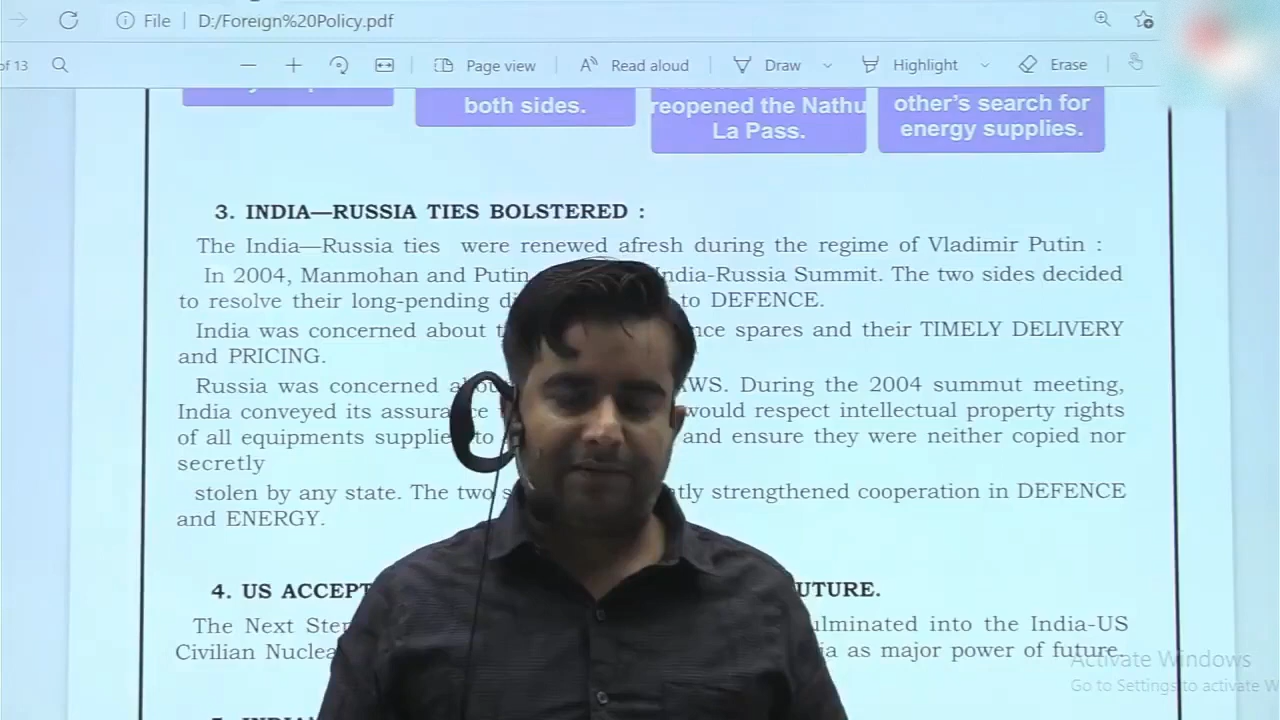 File D:/Foreign%20Policy.pdf
of 13 Page view Read aloud Draw Highlight Erase
both sides.
reopened the Nathu
La Pass.
other's search for
energy supplies.
3. INDIA—RUSSIA TIES BOLSTERED :
The India—Russia ties were renewed afresh during the regime of Vladimir Putin :
In 2004, Manmohan and Putin India-Russia Summit. The two sides decided
to resolve their long-pending to DEFENCE.
India was concerned about spares and their TIMELY DELIVERY
and PRICING.
Russia was concerned During the 2004 summut meeting,
India conveyed its would respect intellectual property rights
of all equipments to and ensure they were neither copied nor
secretly
stolen by any state. The two strengthened cooperation in DEFENCE
and ENERGY.
4. US
The Next into the India-US
Civilian as major power of future.
Activate Windows
Go to Settings to activate W